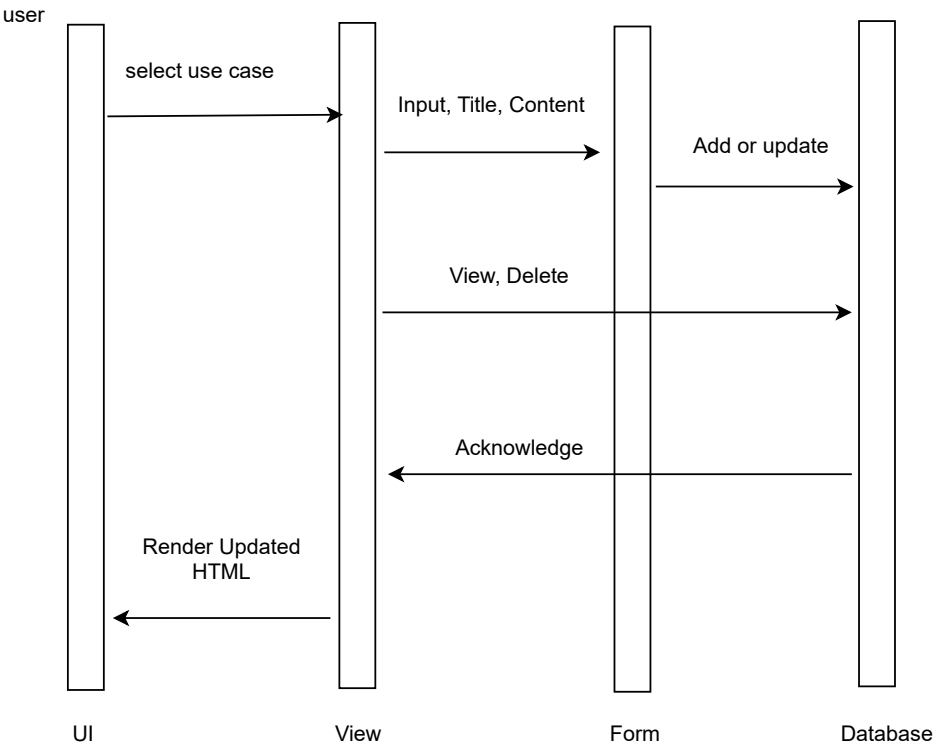 user
select use case
Input, Title, Content
Add or update
View, Delete
Acknowledge
Render Updated
HTML
UI
View
Form
Database